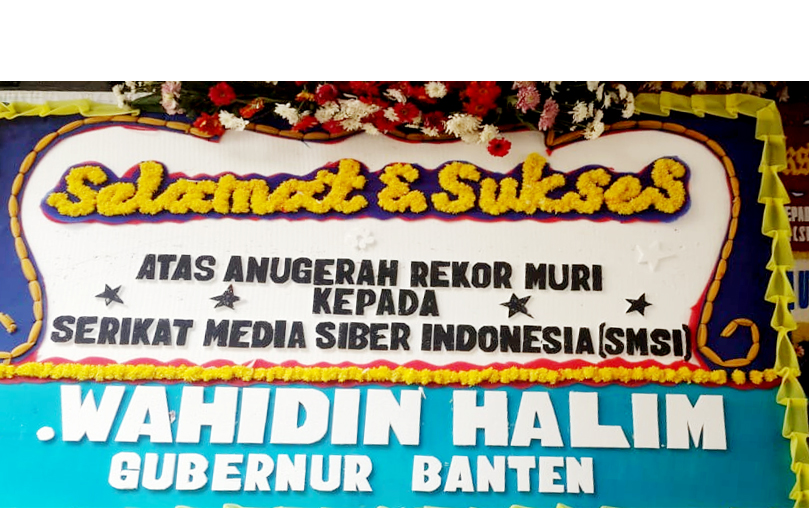 Selamat & Sukses
ATAS ANUGERAH REKOR MURI
KEPADA
SERIKAT MEDIA SIBER INDONESIA (SMSI)
.WAHIDIN HALIM
GUBERNUR BANTEN